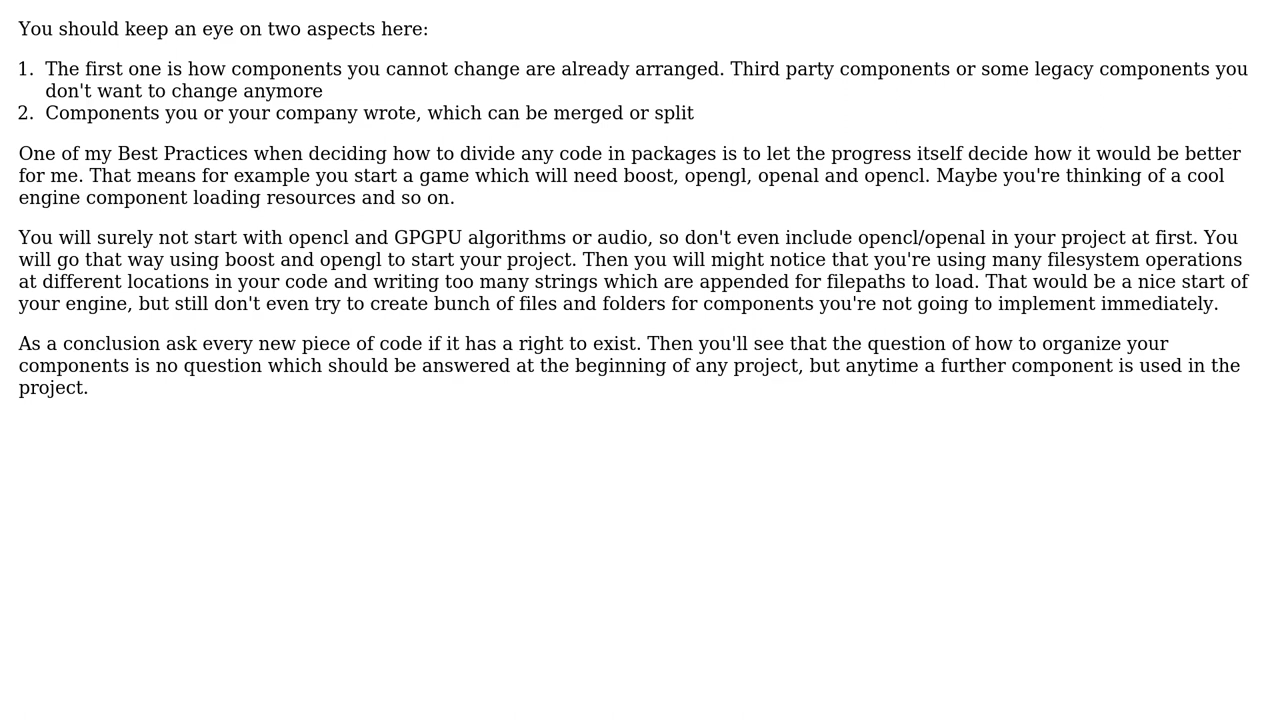 You should keep an eye on two aspects here:
1. The first one is how components you cannot change are already arranged. Third party components or some legacy components you
don't want to change anymore
2. Components you or your company wrote, which can be merged or split
One of my Best Practices when deciding how to divide any code in packages is to let the progress itself decide how it would be better
for me. That means for example you start a game which will need boost, opengl, openal and opencl. Maybe you're thinking of a cool
engine component loading resources and so on.
You will surely not start with opencl and GPGPU algorithms or audio, so don't even include opencl/openal in your project at first. You
will go that way using boost and opengl to start your project. Then you will might notice that you're using many filesystem operations
at different locations in your code and writing too many strings which are appended for filepaths to load. That would be a nice start of
your engine, but still don't even try to create bunch of files and folders for components you're not going to implement immediately.
As a conclusion ask every new piece of code if it has a right to exist. Then you'll see that the question of how to organize your
components is no question which should be answered at the beginning of any project, but anytime a further component is used in the
project.